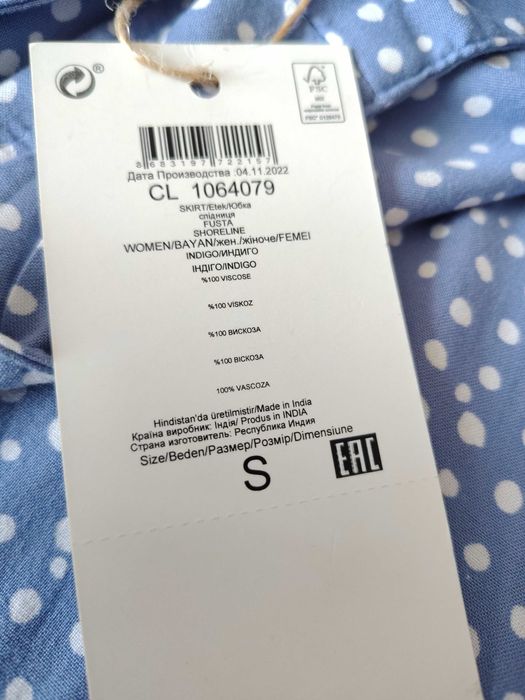 FSC
8683197722157
Дата Производства :04.11.2022
CL 1064079
SKIRT/Etek/Юбка
спідниця
FUSTA
SHORELINE
WOMEN/BAYAN/жен./жіноче/FEMEI
INDIGO/ИНДИГО
ІНДІГО/INDIGO
%100 VISCOSE
%100 VISKOZ
%100 ВИСКОЗА
%100 ВІСКОЗА
100% VASCOZA
Hindistan'da üretilmistir/Made in India
Країна виробник: Індія/ Produs in INDIA
Страна изготовитель: Республика Индия
Size/Beden/Размер/Розмір/Dimensiune
S
EAC